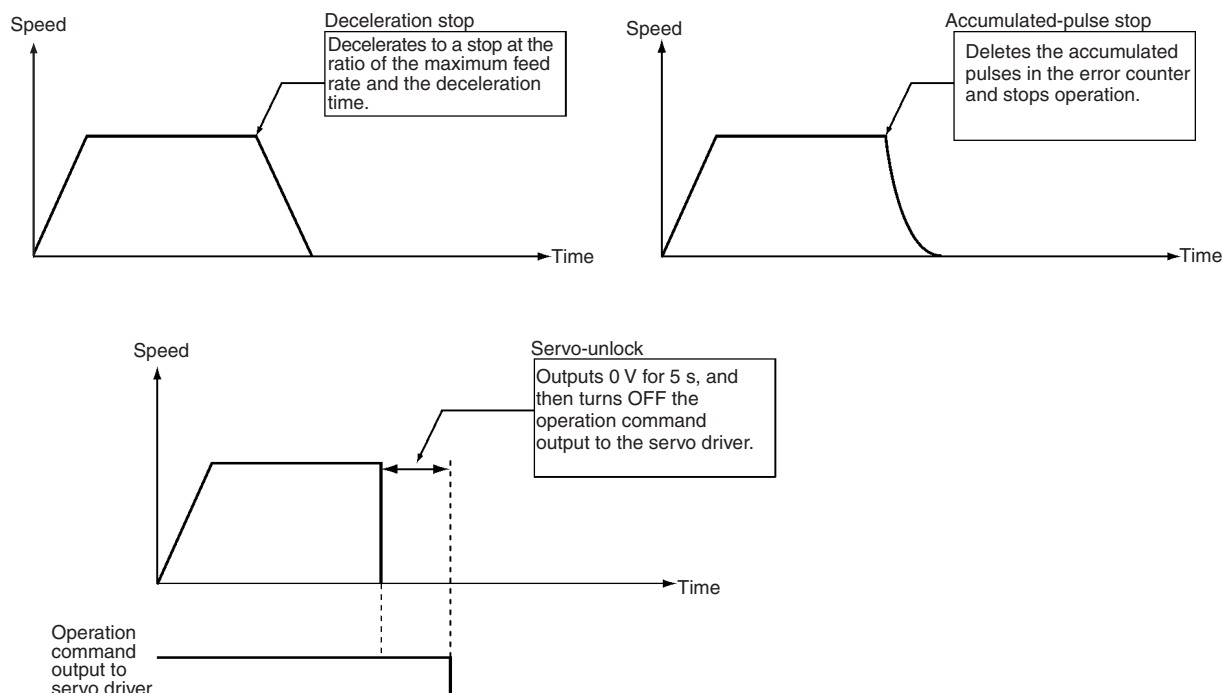 Speed
Deceleration stop
Decelerates to a stop at the
ratio of the maximum feed
rate and the deceleration
time.
Time
Accumulated-pulse stop
Deletes the accumulated
pulses in the error counter
and stops operation.
Time
Speed
Servo-unlock
Outputs 0 V for 5 s, and
then turns OFF the
operation command
output to the servo driver.
Time
Operation
command
output to
servo driver